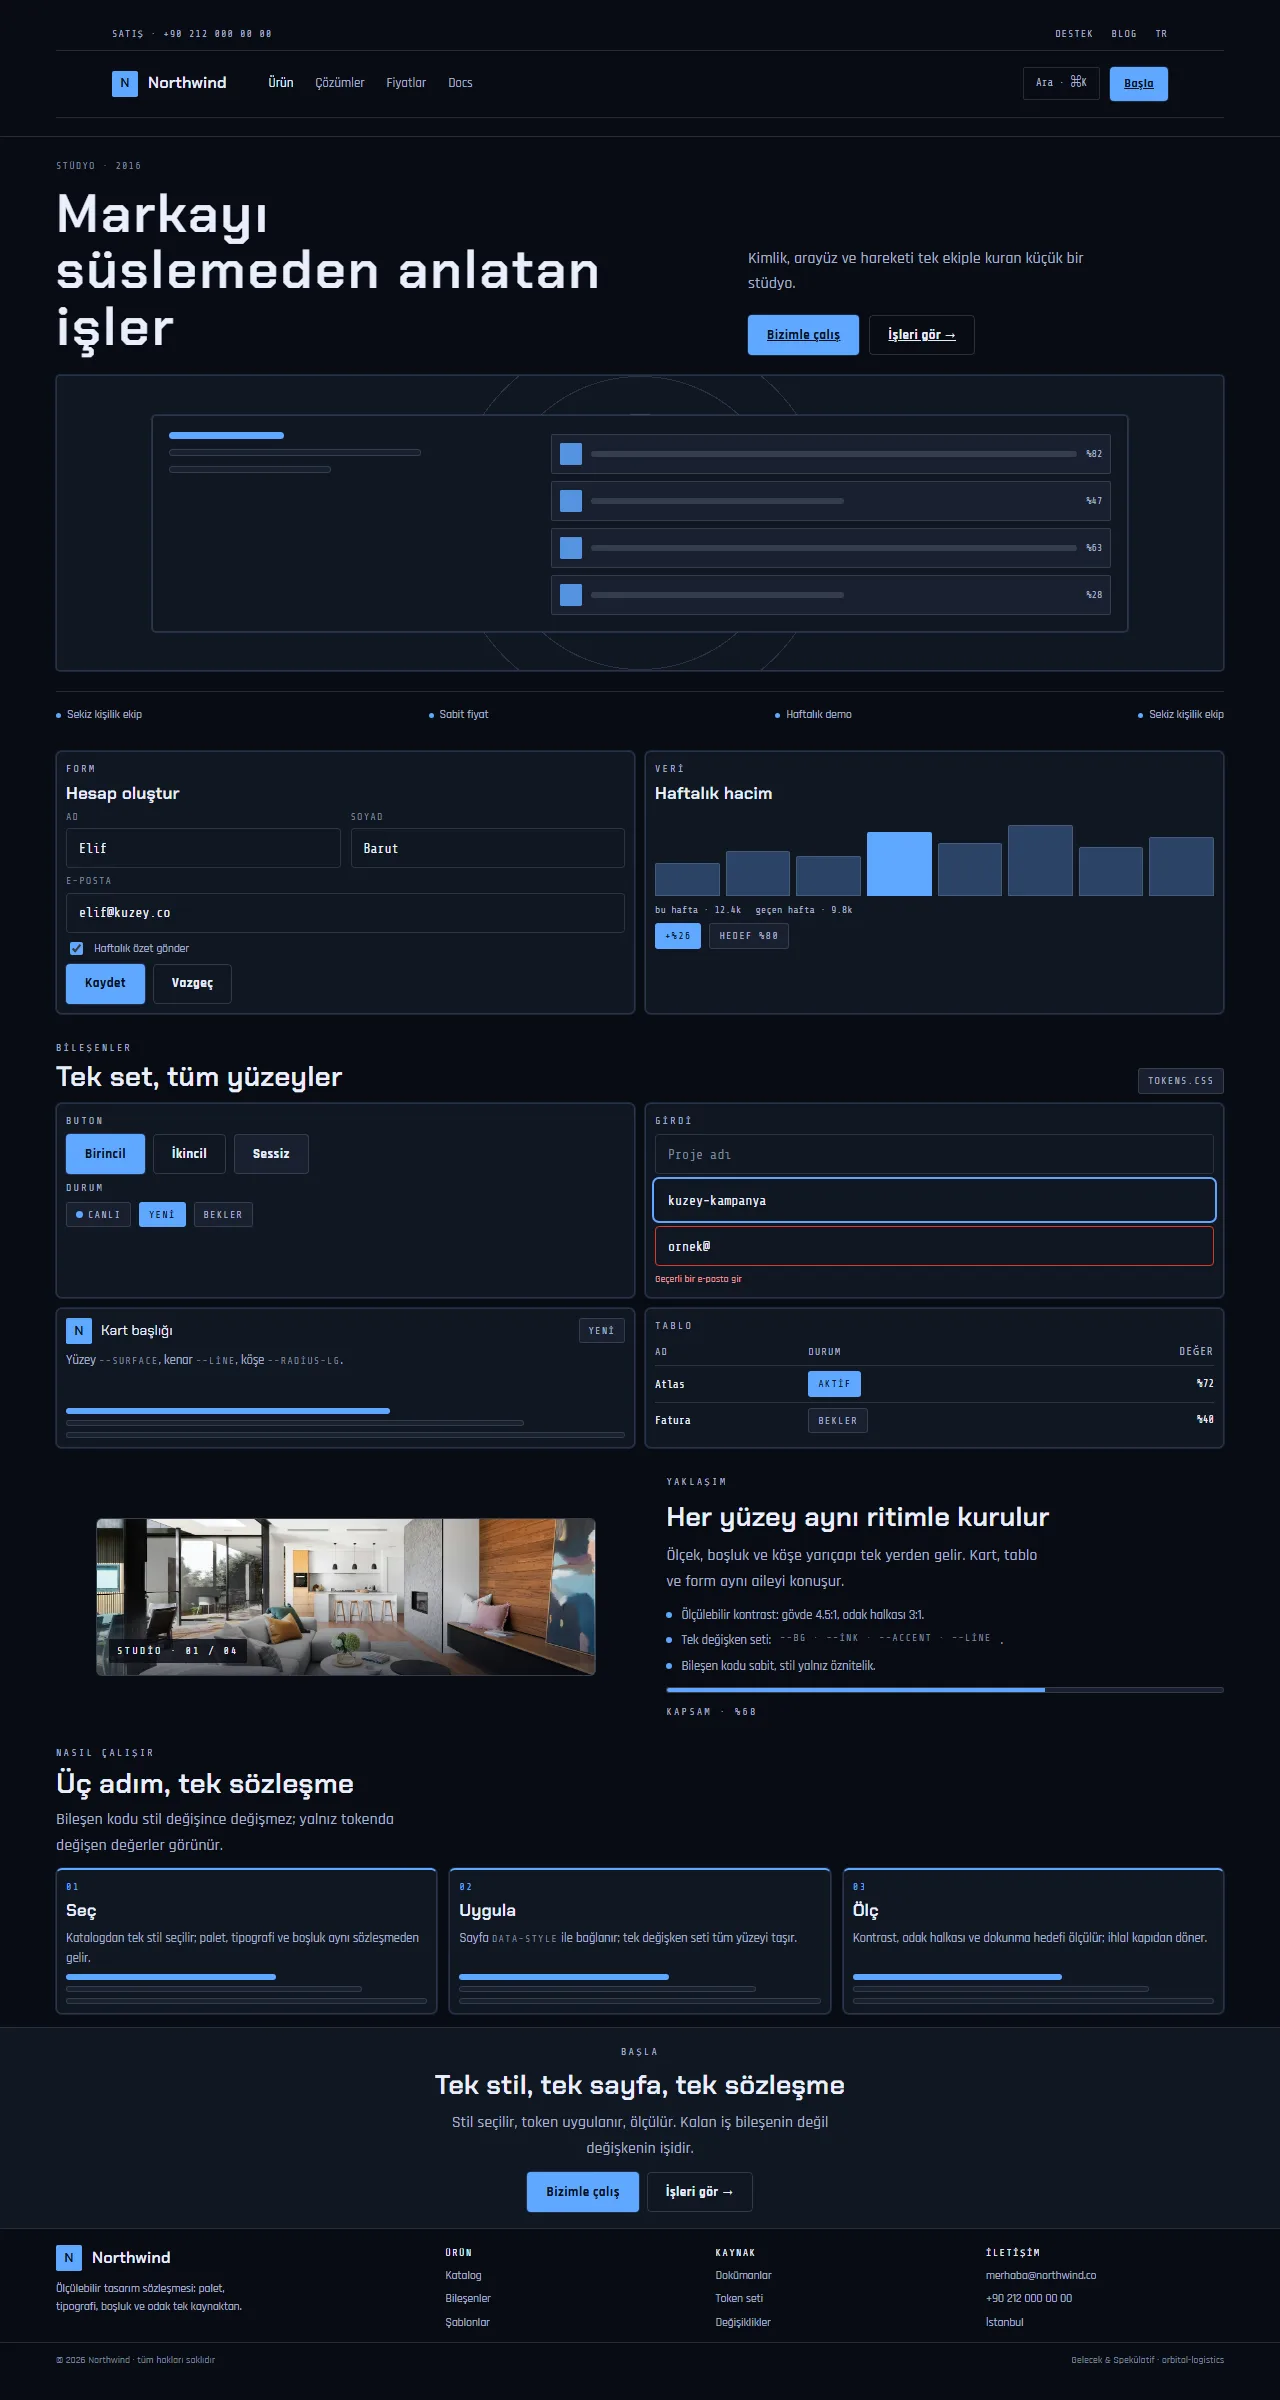 SATIŞ · +90 212 000 00 00
DESTEK BLOG TR
N Northwind Ürün Çözümler Fiyatlar Docs
Ara · ⌘K Başla
STÜDYO · 2016
Markayı
süslemeden anlatan
işler
Kimlik, arayüz ve hareketi tek ekiple kuran küçük bir
stüdyo.
Bizimle çalış İşleri gör →
%82
%47
%63
%28
Sekiz kişilik ekip Sabit fiyat Haftalık demo Sekiz kişilik ekip
FORM
Hesap oluştur
AD SOYAD
Elif Barut
E-POSTA
elif@kuzey.co
Haftalık özet gönder
Kaydet Vazgeç
VERİ
Haftalık hacim
bu hafta · 12.4k geçen hafta · 9.8k
+%26 HEDEF %80
BİLEŞENLER
Tek set, tüm yüzeyler
TOKENS.CSS
BUTON
Birincil İkincil Sessiz
DURUM
CANLI YENİ BEKLER
GİRDİ
Proje adı
kuzey-kampanya
ornek@
Geçerli bir e-posta gir
N Kart başlığı YENİ
Yüzey --SURFACE, kenar --LİNE, köşe --RADİUS-LG.
TABLO
AD DURUM DEĞER
Atlas AKTİF %72
Fatura BEKLER %40
STUDİO · 01 / 04
YAKLAŞIM
Her yüzey aynı ritimle kurulur
Ölçek, boşluk ve köşe yarıçapı tek yerden gelir. Kart, tablo
ve form aynı aileyi konuşur.
Ölçülebilir kontrast: gövde 4.5:1, odak halkası 3:1.
Tek değişken seti: --BG · --İNK · --ACCENT · --LİNE .
Bileşen kodu sabit, stil yalnız öznitelik.
KAPSAM · %68
NASIL ÇALIŞIR
Üç adım, tek sözleşme
Bileşen kodu stil değişince değişmez; yalnız tokenda
değişen değerler görünür.
01
Seç
Katalogdan tek stil seçilir; palet, tipografi ve boşluk aynı sözleşmeden
gelir.
02
Uygula
Sayfa DATA-STYLE ile bağlanır; tek değişken seti tüm yüzeyi taşır.
03
Ölç
Kontrast, odak halkası ve dokunma hedefi ölçülür; ihlal kapıdan döner.
BAŞLA
Tek stil, tek sayfa, tek sözleşme
Stil seçilir, token uygulanır, ölçülür. Kalan iş bileşenin değil
değişkenin işidir.
Bizimle çalış İşleri gör →
N Northwind
Ölçülebilir tasarım sözleşmesi: palet,
tipografi, boşluk ve odak tek kaynaktan.
ÜRÜN
Katalog
Bileşenler
Şablonlar
KAYNAK
Dokümanlar
Token seti
Değişiklikler
İLETİŞİM
merhaba@northwind.co
+90 212 000 00 00
İstanbul
© 2026 Northwind · tüm hakları saklıdır
Gelecek & Spekülatif · orbital-logistics